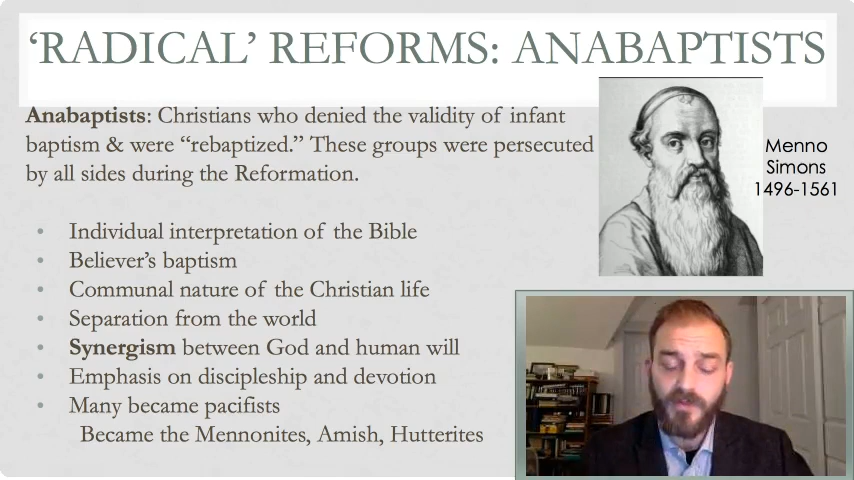 ‘RADICAL’ REFORMS: ANABAPTISTS
Anabaptists: Christians who denied the validity of infant
baptism & were “rebaptized.” These groups were persecuted
by all sides during the Reformation.
• Individual interpretation of the Bible
• Believer’s baptism
• Communal nature of the Christian life
• Separation from the world
• Synergism between God and human will
• Emphasis on discipleship and devotion
• Many became pacifists
Became the Mennonites, Amish, Hutterites
Menno
Simons
1496-1561